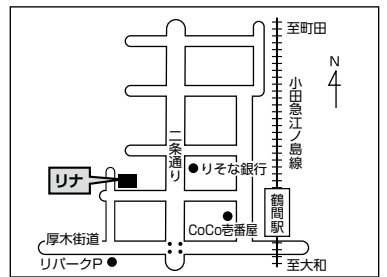 至町田
N
小田急江ノ島線
二条通り
りそな銀行
リナ
鶴間駅
CoCo壱番屋
厚木街道
リパークP
至大和